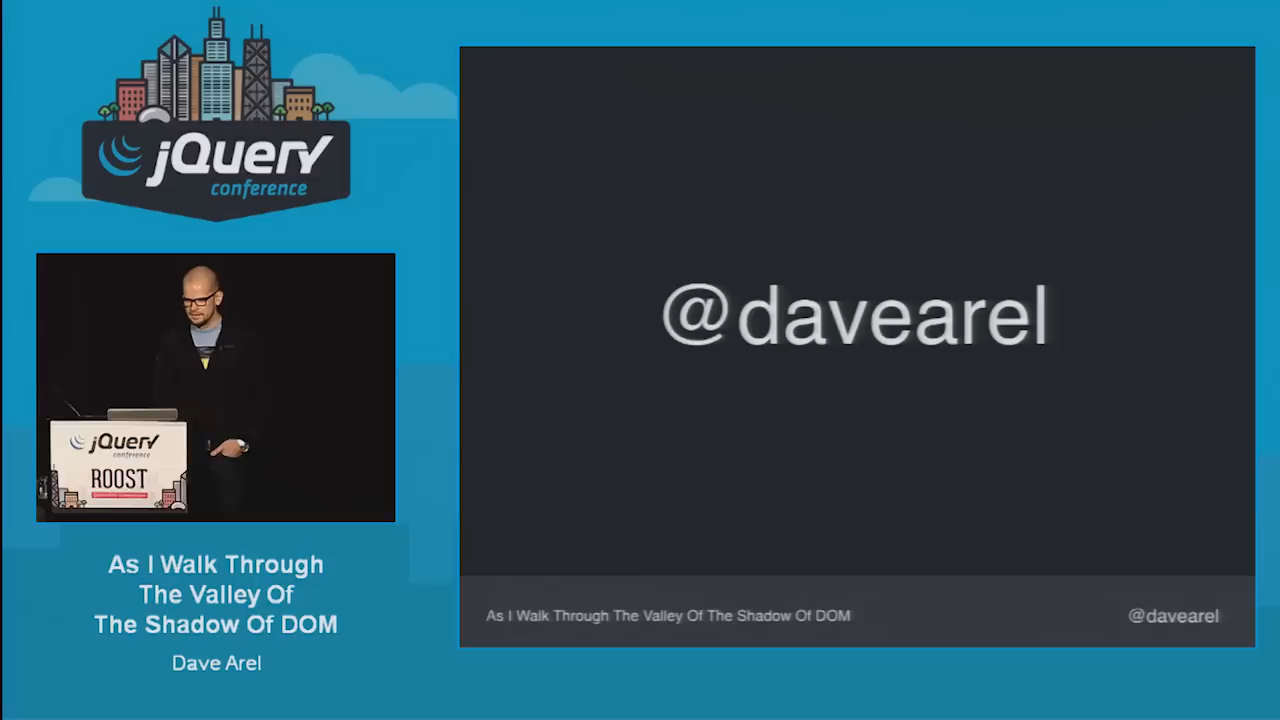 jQuery
conference
jQuery
conference
ROOST
As I Walk Through
The Valley Of
The Shadow Of DOM
Dave Arel
@davearel
As I Walk Through The Valley Of The Shadow Of DOM
@davearel